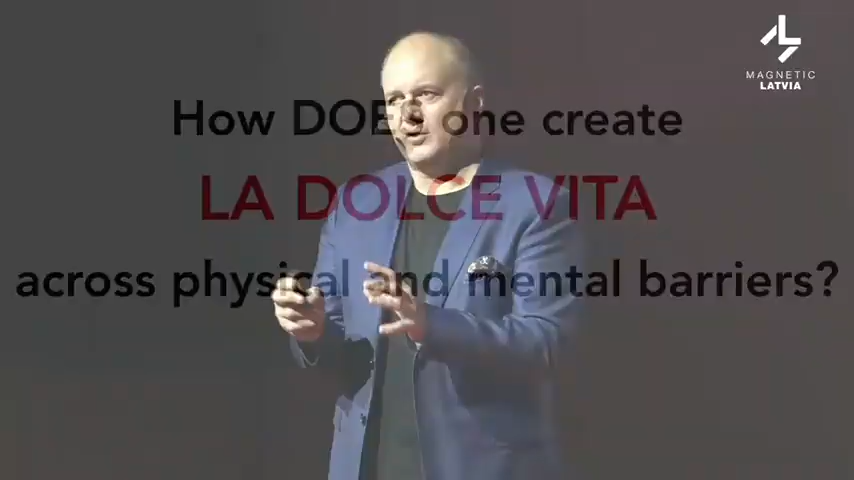 MAGNETIC
LATVIA
How DOES one create
LA DOLCE VITA
across physical and mental barriers?